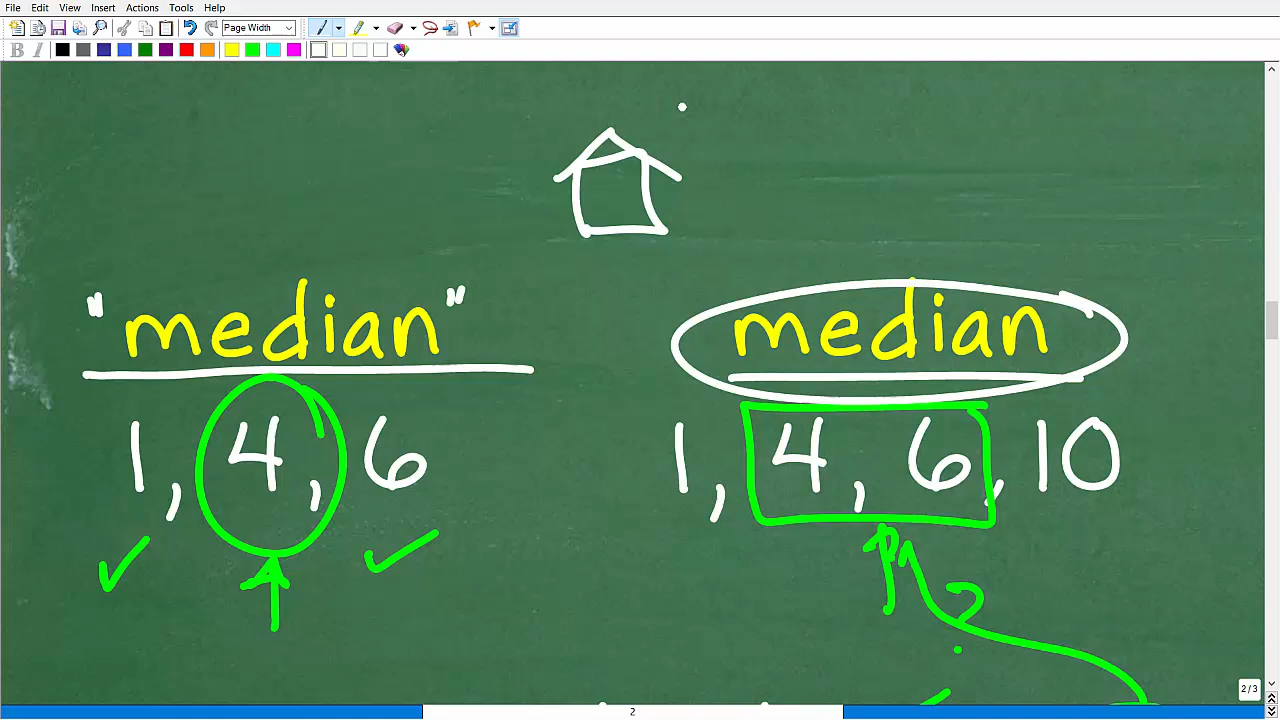 File Edit View Insert Actions Tools Help
Page Width
B I
"median" median
1, 4, 6 1, 4, 6, 10
?
2/3
2